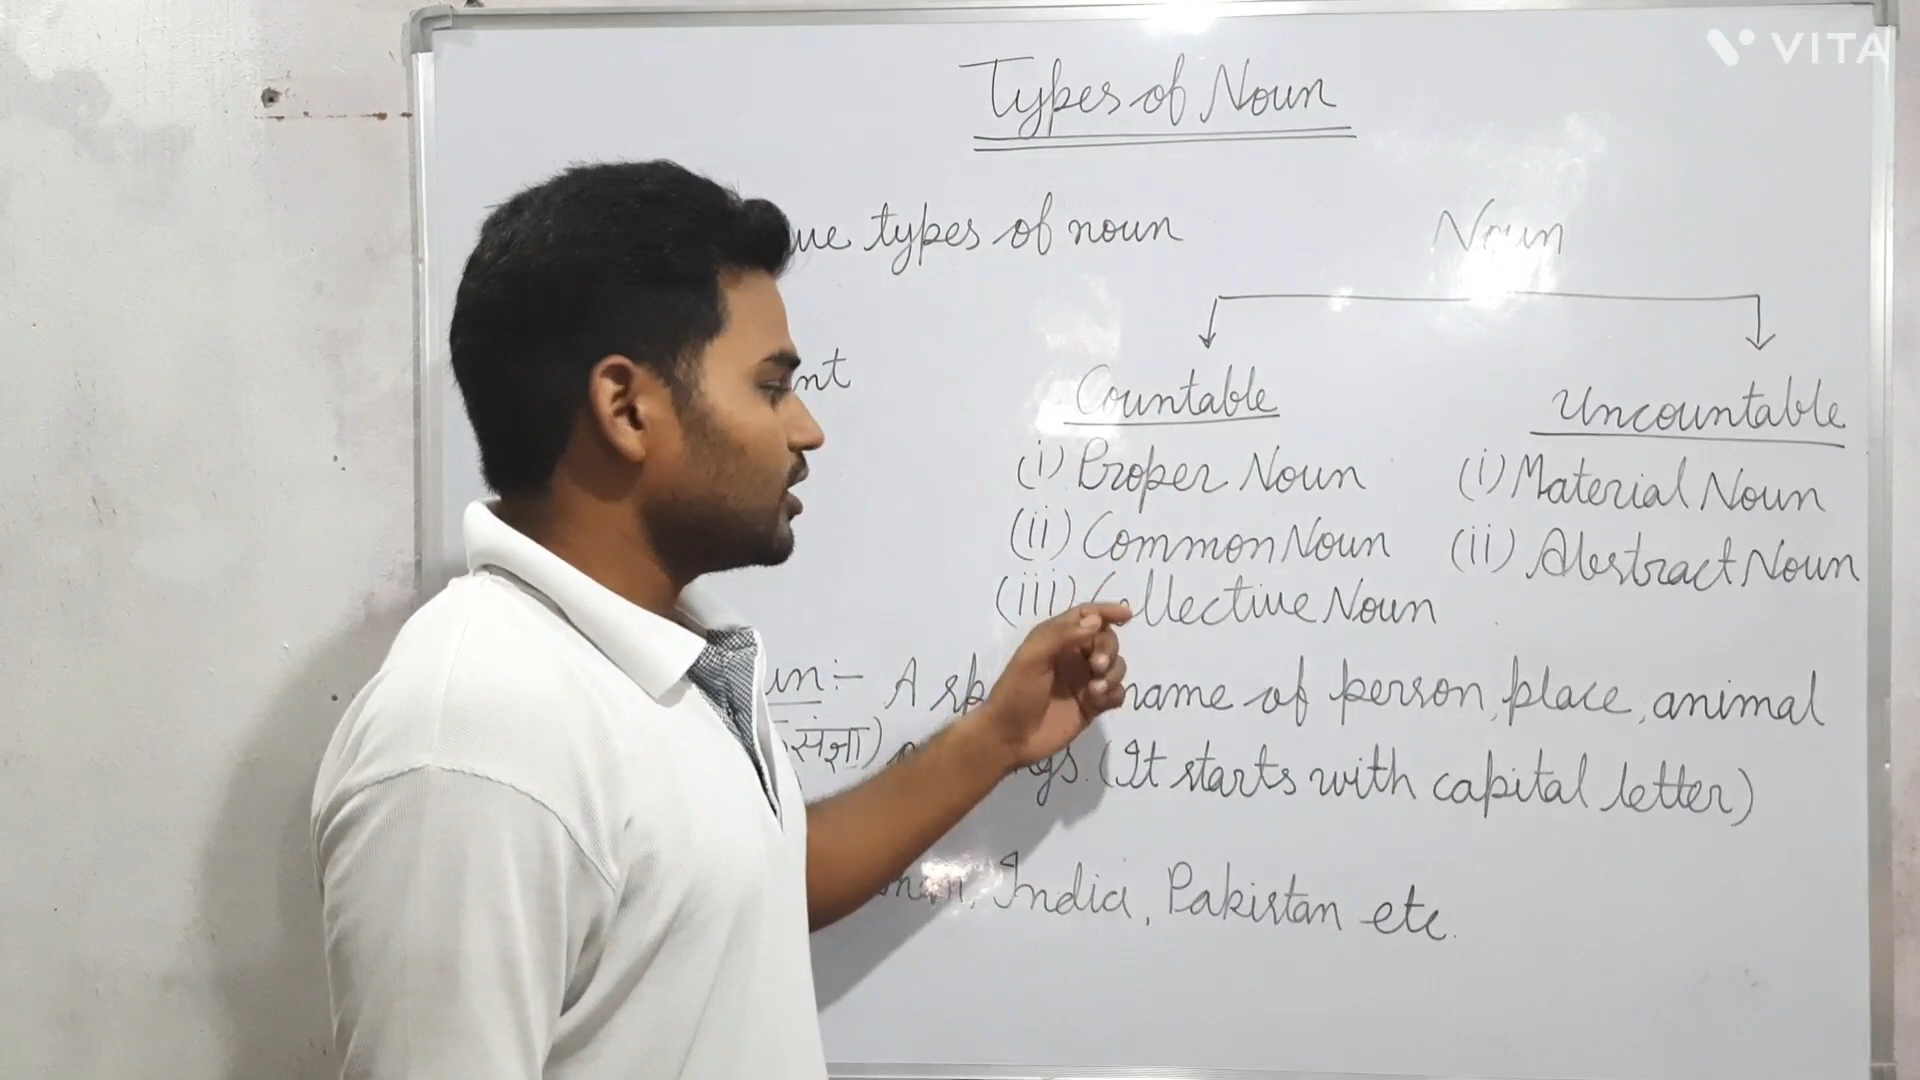 VITA
Types of Noun
types of noun
Noun
Countable
Uncountable
(i) Proper Noun
(i) Material Noun
(ii) Common Noun
(ii) Abstract Noun
(iii) Collective Noun
:- A name of person, place, animal
संज्ञा) (It starts with capital letter)
India, Pakistan etc.